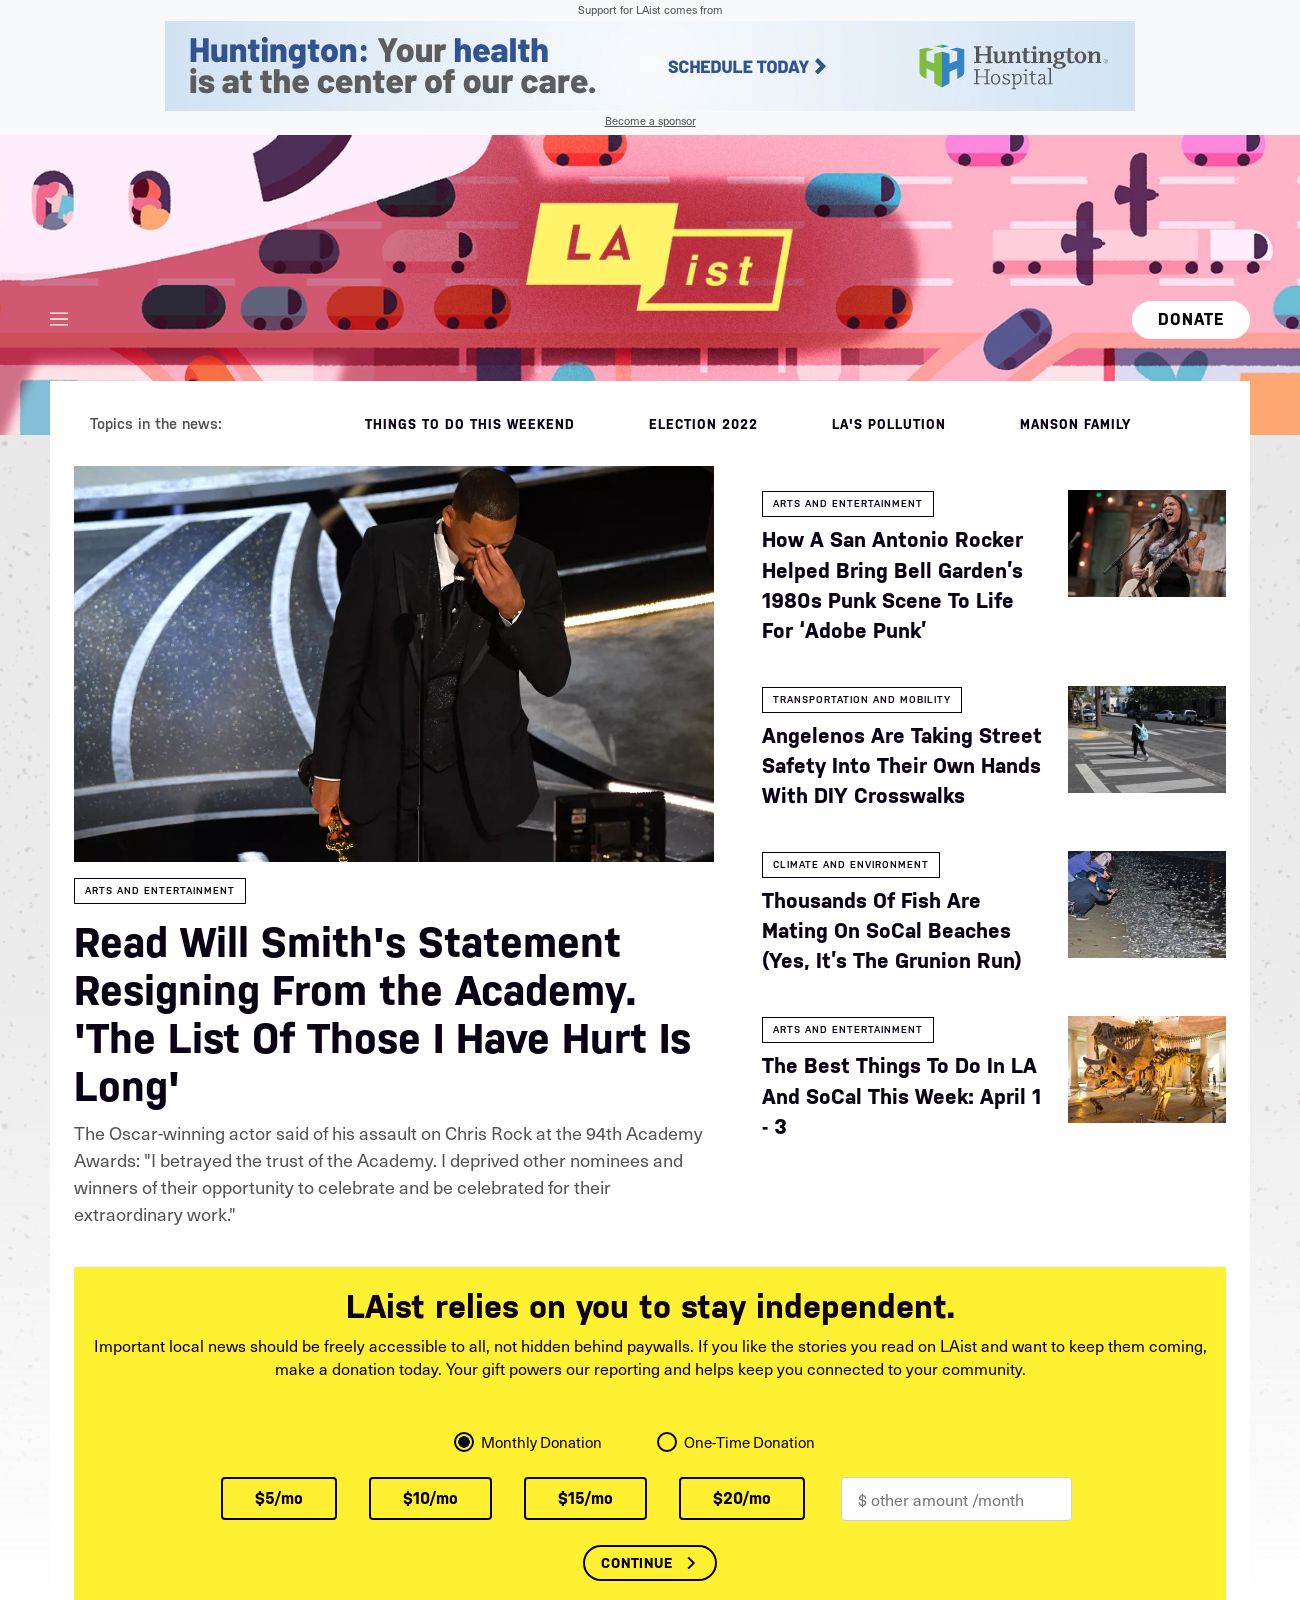 Support for LAist comes from
Huntington: Your health
is at the center of our care.
SCHEDULE TODAY
Huntington
Hospital
Become a sponsor
LA
ist
DONATE
Topics in the news:
THINGS TO DO THIS WEEKEND
ELECTION 2022
LA'S POLLUTION
MANSON FAMILY
ARTS AND ENTERTAINMENT
Read Will Smith's Statement
Resigning From the Academy.
'The List Of Those I Have Hurt Is
Long'
The Oscar-winning actor said of his assault on Chris Rock at the 94th Academy
Awards: "I betrayed the trust of the Academy. I deprived other nominees and
winners of their opportunity to celebrate and be celebrated for their
extraordinary work."
ARTS AND ENTERTAINMENT
How A San Antonio Rocker
Helped Bring Bell Garden’s
1980s Punk Scene To Life
For ‘Adobe Punk’
TRANSPORTATION AND MOBILITY
Angelenos Are Taking Street
Safety Into Their Own Hands
With DIY Crosswalks
CLIMATE AND ENVIRONMENT
Thousands Of Fish Are
Mating On SoCal Beaches
(Yes, It’s The Grunion Run)
ARTS AND ENTERTAINMENT
The Best Things To Do In LA
And SoCal This Week: April 1
- 3
LAist relies on you to stay independent.
Important local news should be freely accessible to all, not hidden behind paywalls. If you like the stories you read on LAist and want to keep them coming,
make a donation today. Your gift powers our reporting and helps keep you connected to your community.
Monthly Donation
One-Time Donation
$5/mo
$10/mo
$15/mo
$20/mo
$ other amount /month
CONTINUE